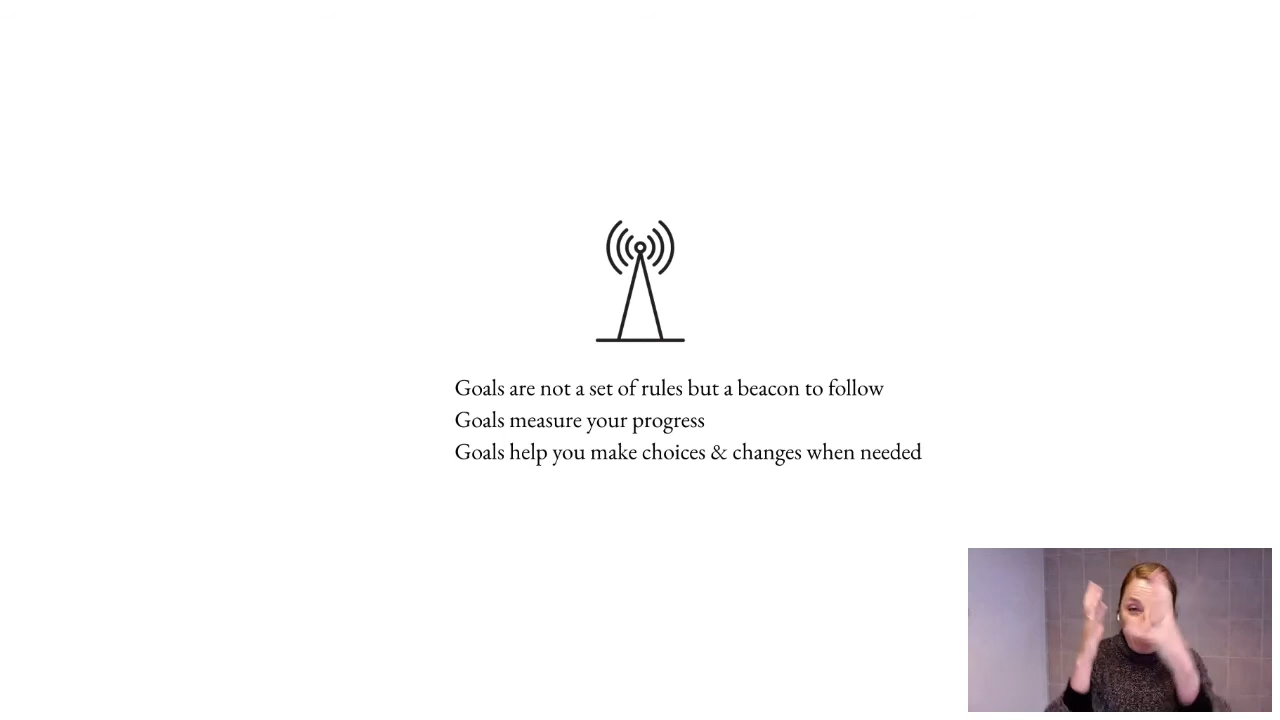 Goals are not a set of rules but a beacon to follow
Goals measure your progress
Goals help you make choices & changes when needed